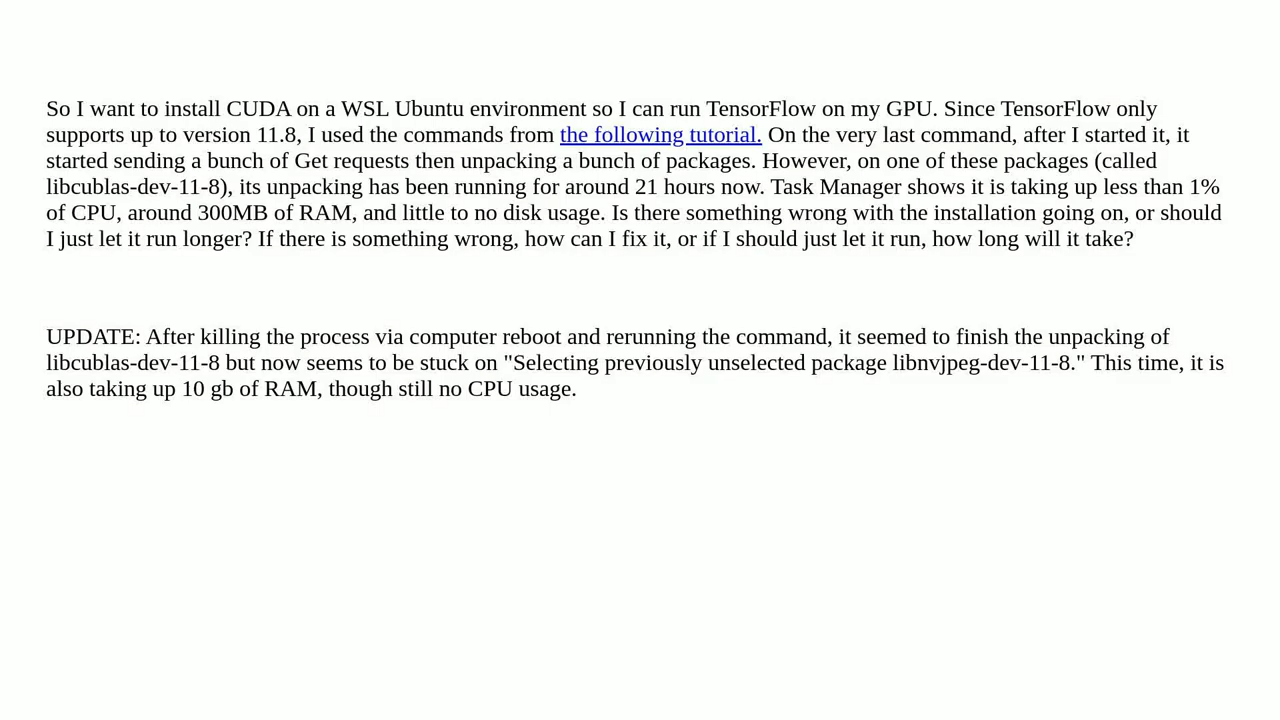 So I want to install CUDA on a WSL Ubuntu environment so I can run TensorFlow on my GPU. Since TensorFlow only
supports up to version 11.8, I used the commands from the following tutorial. On the very last command, after I started it, it
started sending a bunch of Get requests then unpacking a bunch of packages. However, on one of these packages (called
libcublas-dev-11-8), its unpacking has been running for around 21 hours now. Task Manager shows it is taking up less than 1%
of CPU, around 300MB of RAM, and little to no disk usage. Is there something wrong with the installation going on, or should
I just let it run longer? If there is something wrong, how can I fix it, or if I should just let it run, how long will it take?
UPDATE: After killing the process via computer reboot and rerunning the command, it seemed to finish the unpacking of
libcublas-dev-11-8 but now seems to be stuck on "Selecting previously unselected package libnvjpeg-dev-11-8." This time, it is
also taking up 10 gb of RAM, though still no CPU usage.